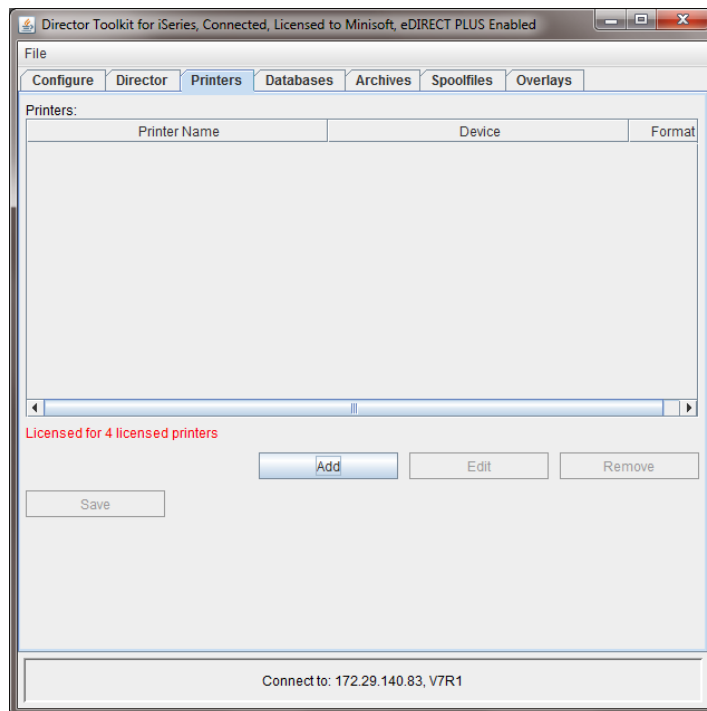 Director Toolkit for iSeries, Connected, Licensed to Minisoft, eDIRECT PLUS Enabled
File
Configure Director Printers Databases Archives Spoolfiles Overlays
Printers:
Printer Name Device Format
Licensed for 4 licensed printers
Add Edit Remove
Save
Connect to: 172.29.140.83, V7R1